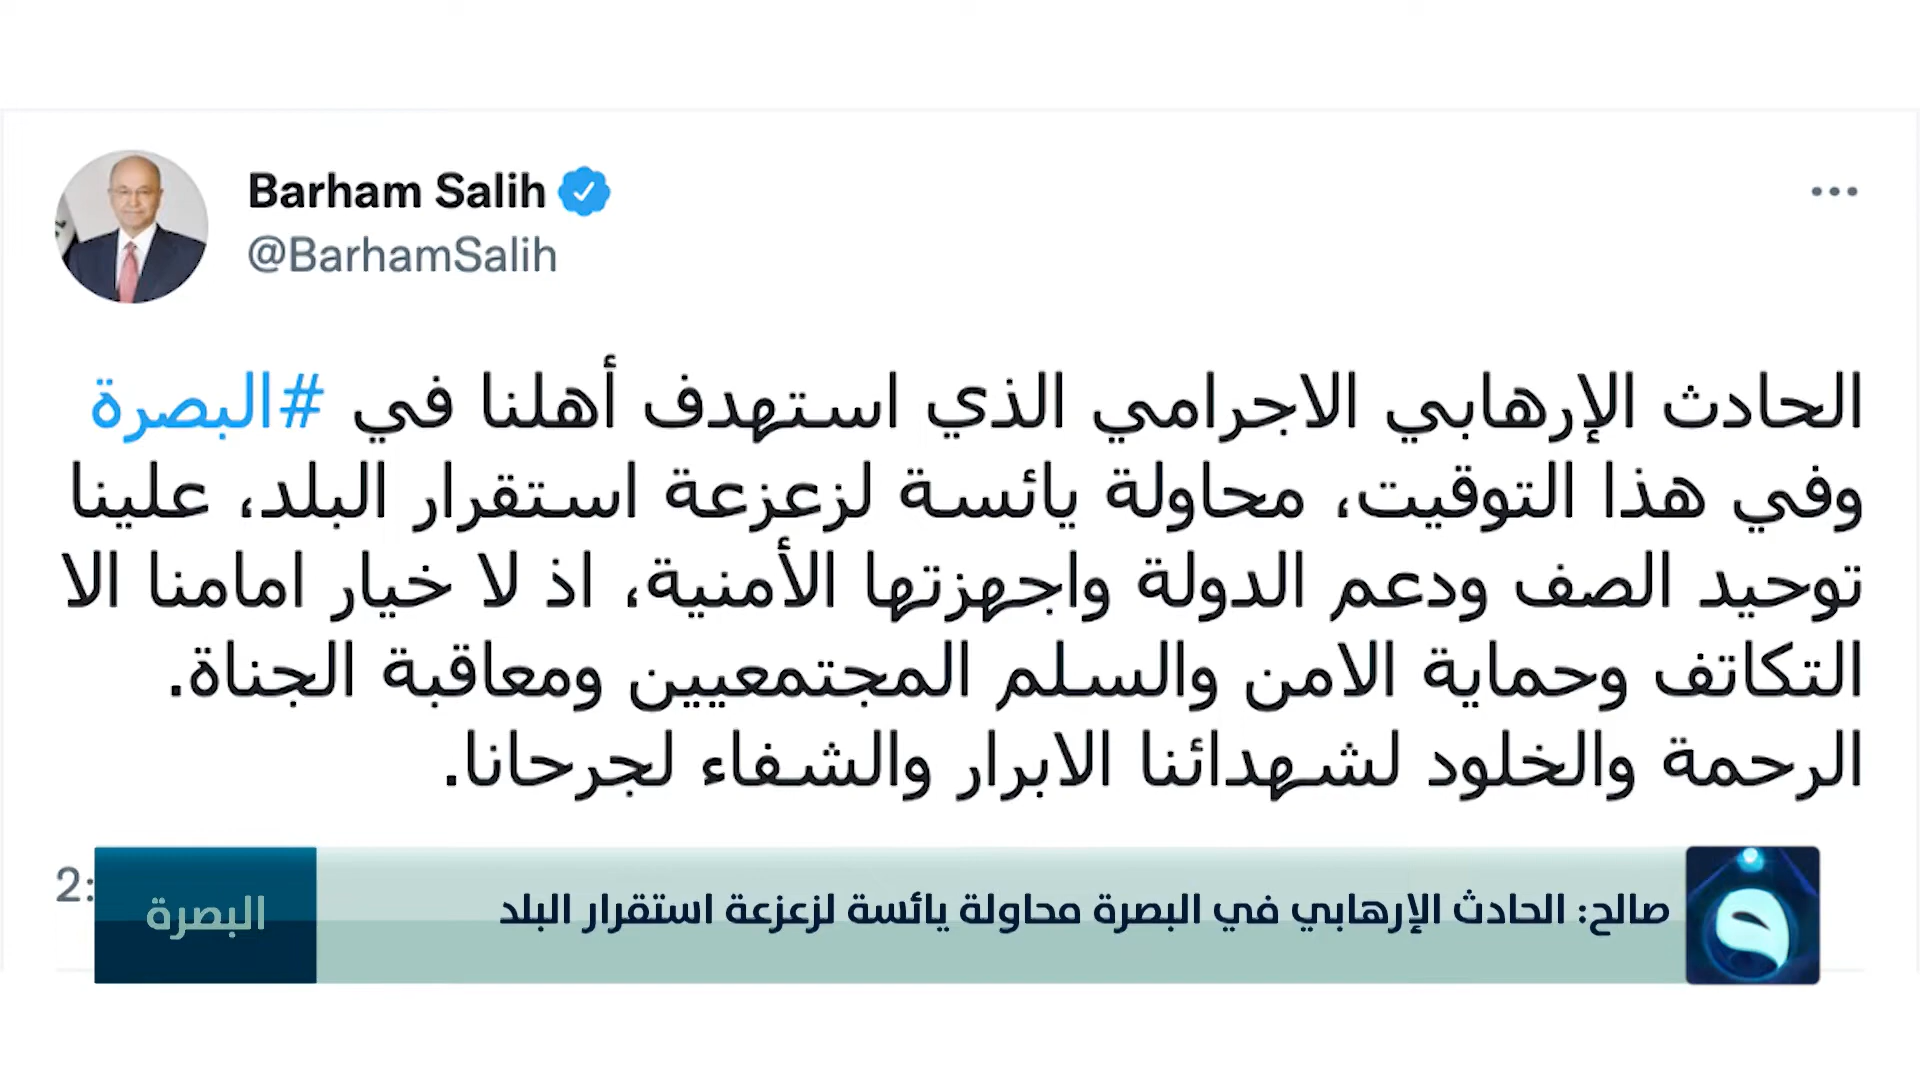 Barham Salih
@BarhamSalih
الحادث الإرهابي الاجرامي الذي استهدف أهلنا في #البصرة
وفي هذا التوقيت، محاولة يائسة لزعزعة استقرار البلد، علينا
توحيد الصف ودعم الدولة واجهزتها الأمنية، اذ لا خيار امامنا الا
التكاتف وحماية الامن والسلم المجتمعيين ومعاقبة الجناة.
الرحمة والخلود لشهدائنا الابرار والشفاء لجرحانا.
2:
صالح: الحادث الإرهابي في البصرة محاولة يائسة لزعزعة استقرار البلد
البصرة